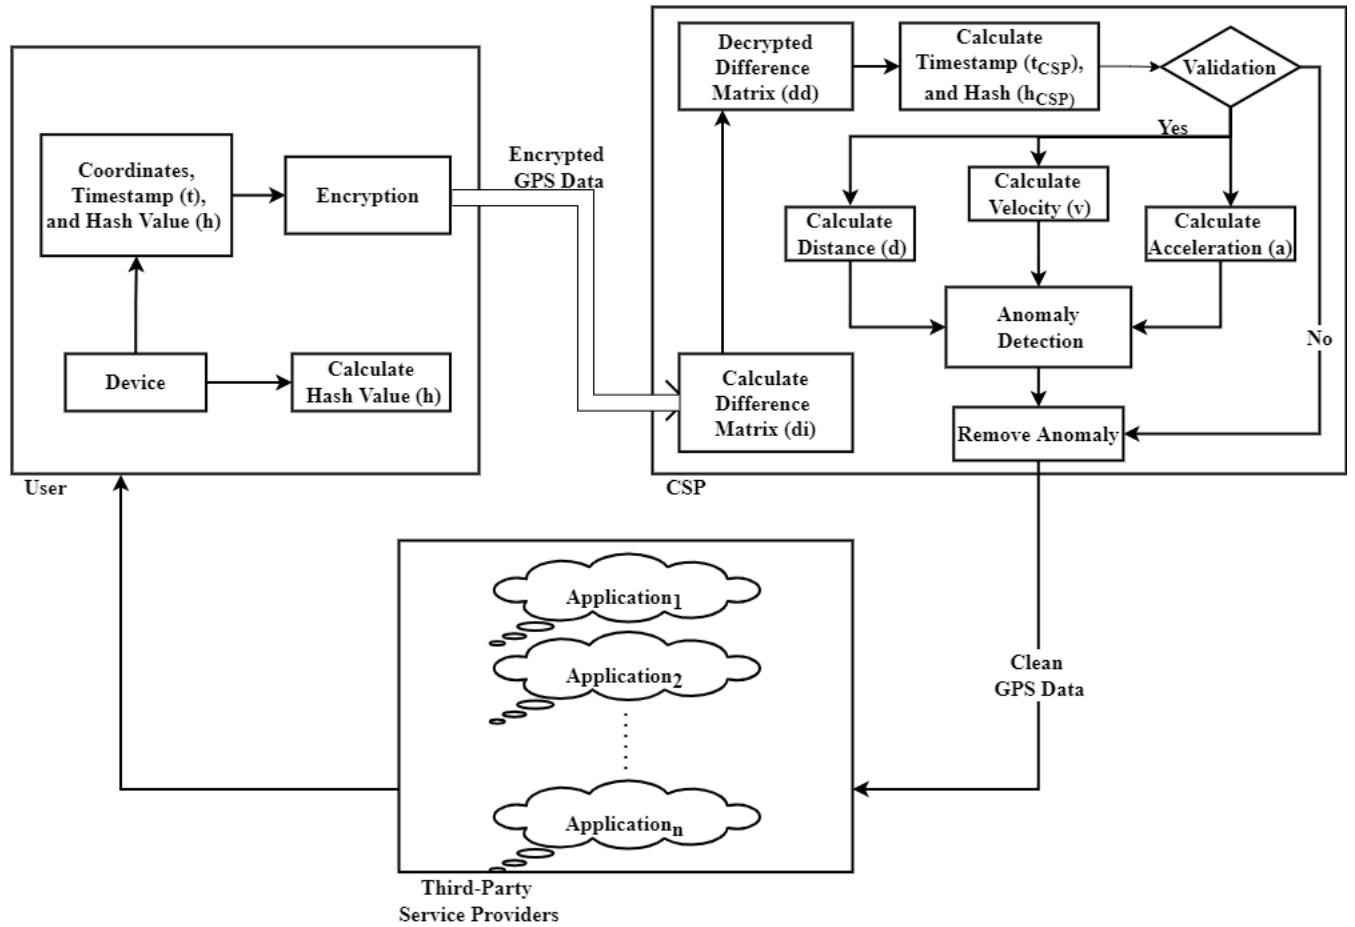 Decrypted
Difference
Matrix (dd)
Calculate
Timestamp (t_CSP),
and Hash (h_CSP)
Validation
Yes
Coordinates,
Timestamp (t),
and Hash Value (h)
Encryption
Encrypted
GPS Data
Calculate
Velocity (v)
Calculate
Distance (d)
Calculate
Acceleration (a)
Anomaly
Detection
No
Device
Calculate
Hash Value (h)
Calculate
Difference
Matrix (di)
Remove Anomaly
User
CSP
Application1
Application2
Applicationn
Clean
GPS Data
Third-Party
Service Providers